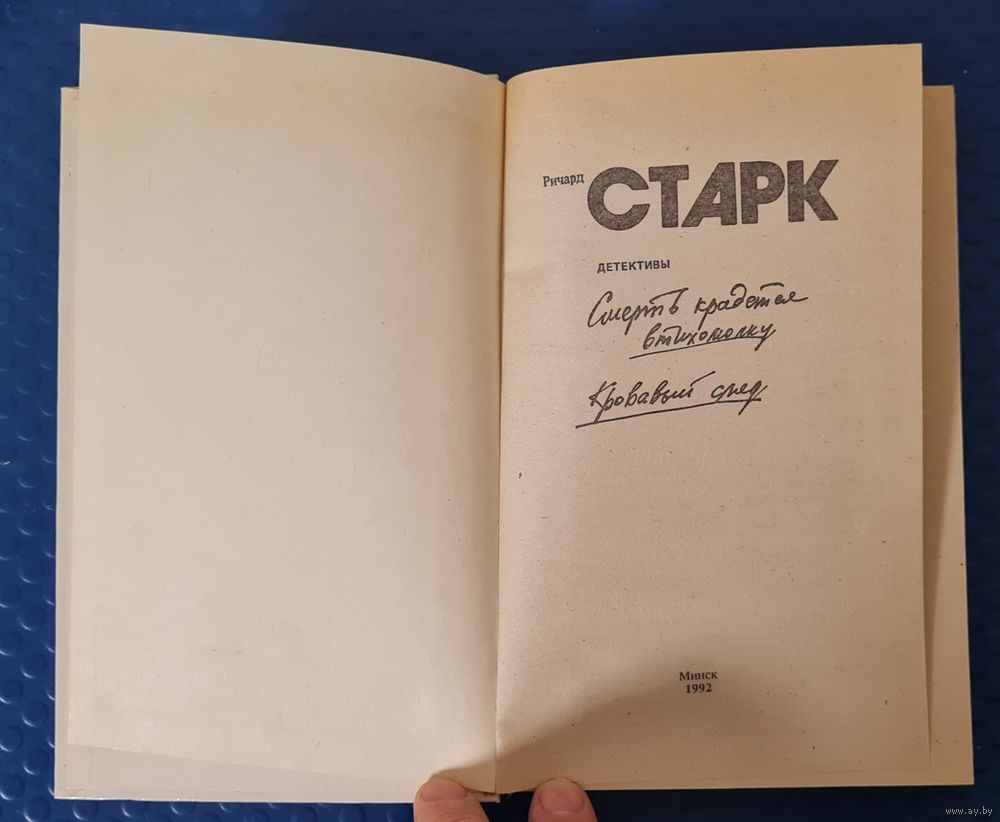 Ричард СТАРК
ДЕТЕКТИВЫ
Смерть крадется
втихомолку
Кровавый след
Минск
1992
www.ay.by